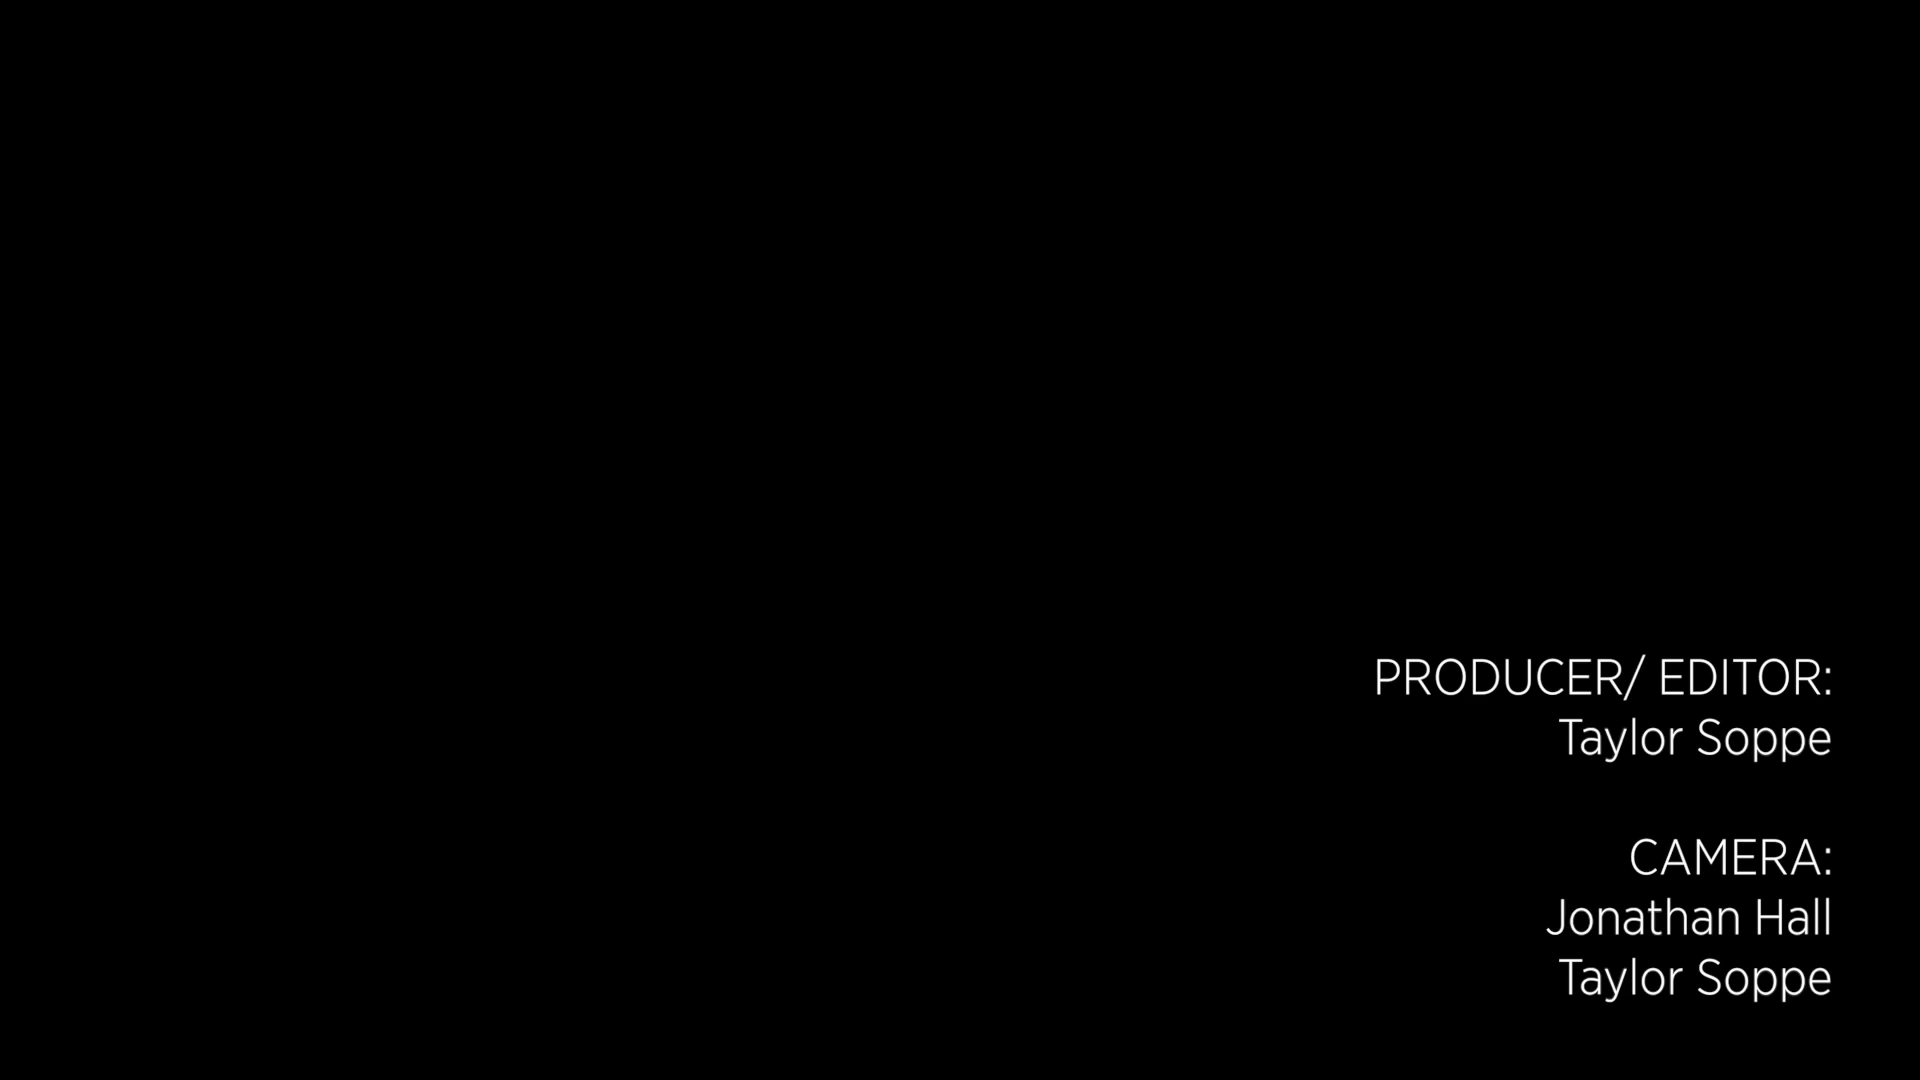 PRODUCER/ EDITOR:
Taylor Soppe
CAMERA:
Jonathan Hall
Taylor Soppe